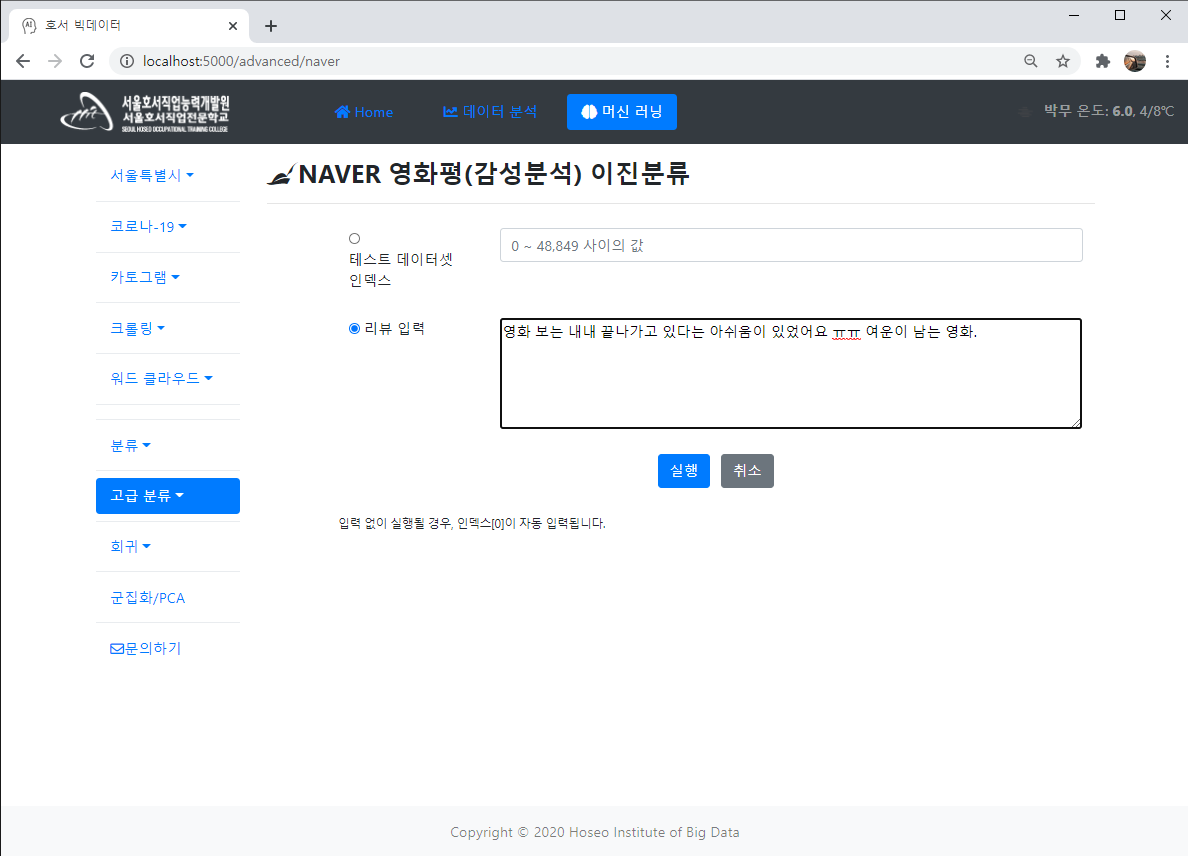 호서 빅데이터
localhost:5000/advanced/naver
서울호서직업능력개발원
서울호서직업전문학교
SEOUL HOSEO OCCUPATIONAL TRAINING COLLEGE
Home
데이터 분석
머신 러닝
박무 온도: 6.0, 4/8℃
서울특별시
코로나-19
카토그램
크롤링
워드 클라우드
분류
고급 분류
회귀
군집화/PCA
문의하기
NAVER 영화평(감성분석) 이진분류
테스트 데이터셋
인덱스
0 ~ 48,849 사이의 값
리뷰 입력
영화 보는 내내 끝나가고 있다는 아쉬움이 있었어요 ㅠㅠ 여운이 남는 영화.
실행
취소
입력 없이 실행될 경우, 인덱스[0]이 자동 입력됩니다.
Copyright © 2020 Hoseo Institute of Big Data